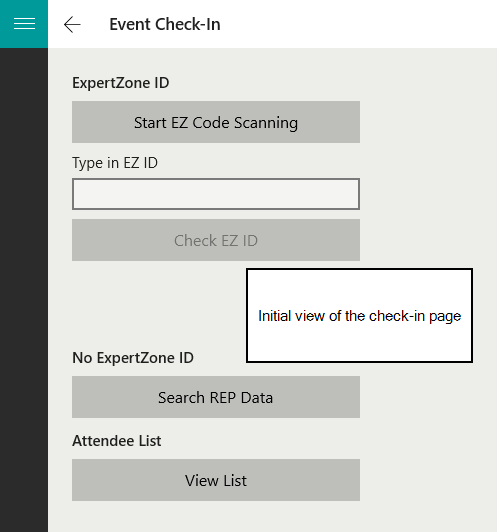 Event Check-In
ExpertZone ID
Start EZ Code Scanning
Type in EZ ID
Check EZ ID
Initial view of the check-in page
No ExpertZone ID
Search REP Data
Attendee List
View List